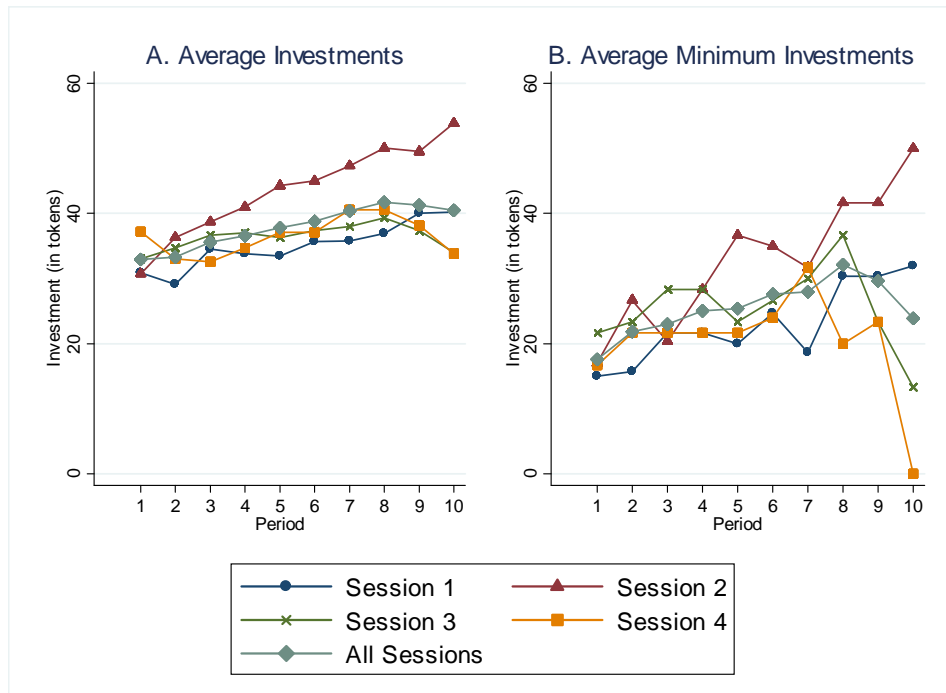 A. Average Investments
60
40
20
0
Investment (in tokens)
1 2 3 4 5 6 7 8 9 10
Period
B. Average Minimum Investments
60
40
20
0
Investment (in tokens)
1 2 3 4 5 6 7 8 9 10
Period
Session 1 Session 2
Session 3 Session 4
All Sessions